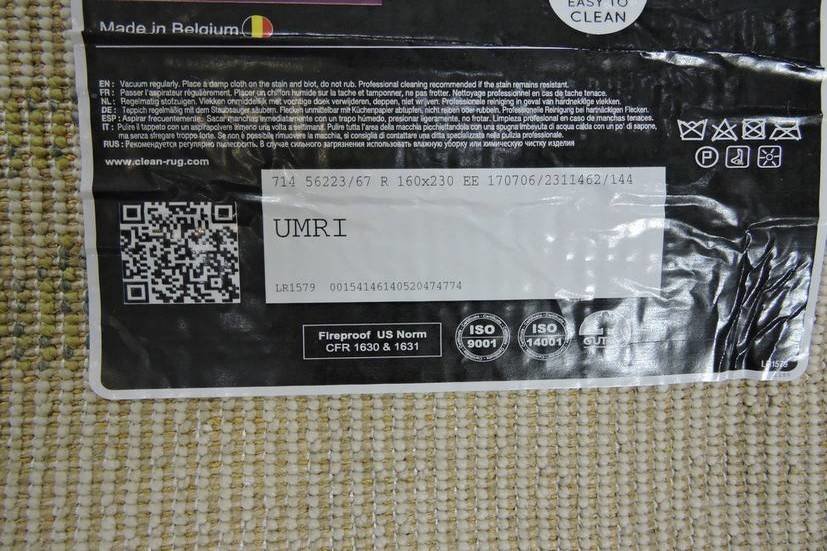 EASY TO
CLEAN
Made in Belgium
EN : Vacuum regularly. Place a damp cloth on the stain and blot, do not rub. Professional cleaning recommended if the stain remains resistant.
FR : Passer l'aspirateur régulièrement. Placer un chiffon humide sur la tache et tamponner, ne pas frotter. Nettoyage professionnel en cas de tache tenace.
NL : Regelmatig stofzuigen. Vlekken onmiddellijk met vochtige doek verwijderen, deppen, niet wrijven. Professionele reiniging in geval van hardnekkige vlekken.
DE : Teppich regelmäßig mit dem Staubsauger säubern. Flecken unmittelbar mit Küchenpapier abtupfen, nicht reiben oder rubbeln. Professionelle Reinigung bei hartnäckigen Flecken.
ESP : Aspirar frecuentemente. Sacar manchas inmediatamente con un trapo húmedo, presionar ligeramente, no frotar. Limpieza profesional en caso de manchas tenaces.
IT : Pulire il tappeto con un aspirapolvere almeno una volta a settimana. Pulire tutta l'area della macchia picchiettandola con una spugna imbevuta di acqua calda con un po' di sapone,
ma senza sfregare troppo forte. Se non è possibile rimuovere la macchia, si consiglia di contattare una ditta specializzata nella pulizia professionale.
RUS : Рекомендуется регулярно пылесосить. В случае сильного загрязнения использовать влажную уборку или химическую чистку изделия
www.clean-rug.com
P
714 56223/67 R 160x230 EE 170706/2311462/144
UMRI
LR1579 00154146140520474774
Fireproof US Norm
CFR 1630 & 1631
ISO
9001
ISO
14001
GUT
LR1579